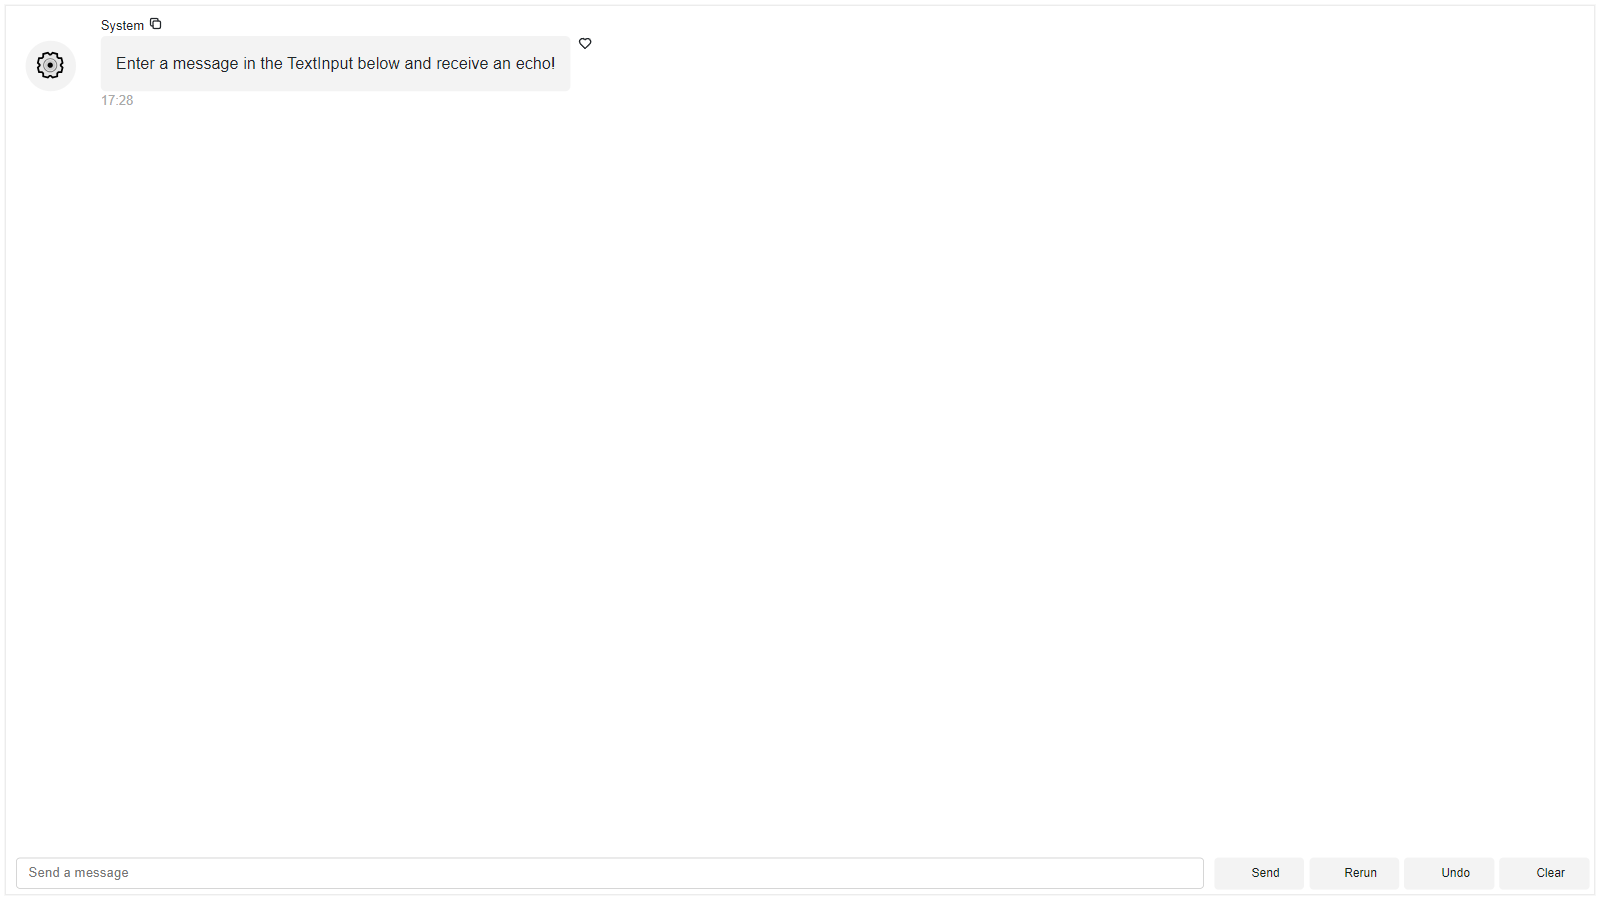 System
Enter a message in the TextInput below and receive an echo!
17:28
Send a message
Send
Rerun
Undo
Clear